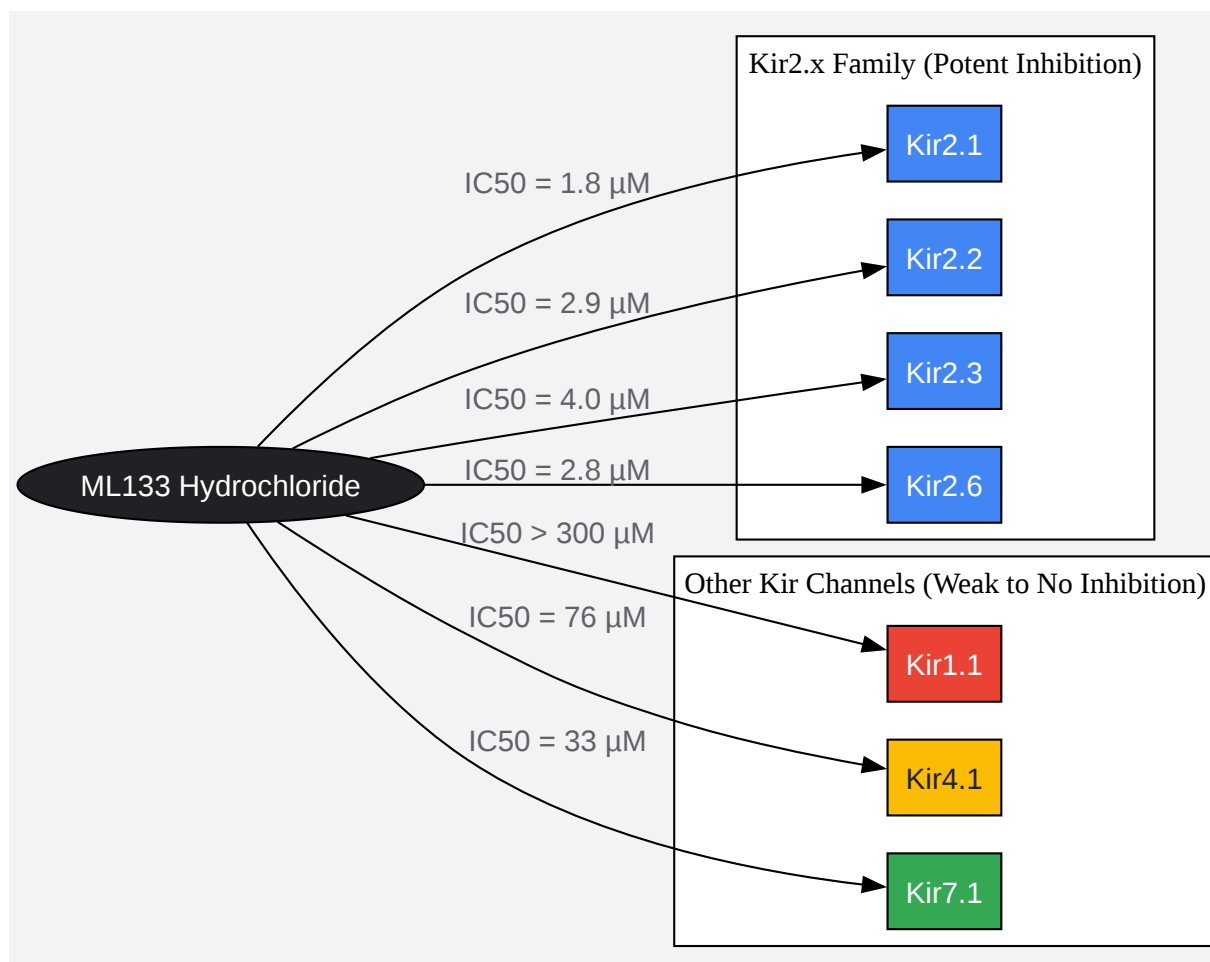 Kir2.x Family (Potent Inhibition)
Kir2.1
IC50 = 1.8 µM
Kir2.2
IC50 = 2.9 µM
Kir2.3
IC50 = 4.0 µM
IC50 = 2.8 µM
ML133 Hydrochloride
Kir2.6
IC50 > 300 µM
Other Kir Channels (Weak to No Inhibition)
IC50 = 76 µM
Kir1.1
IC50 = 33 µM
Kir4.1
Kir7.1